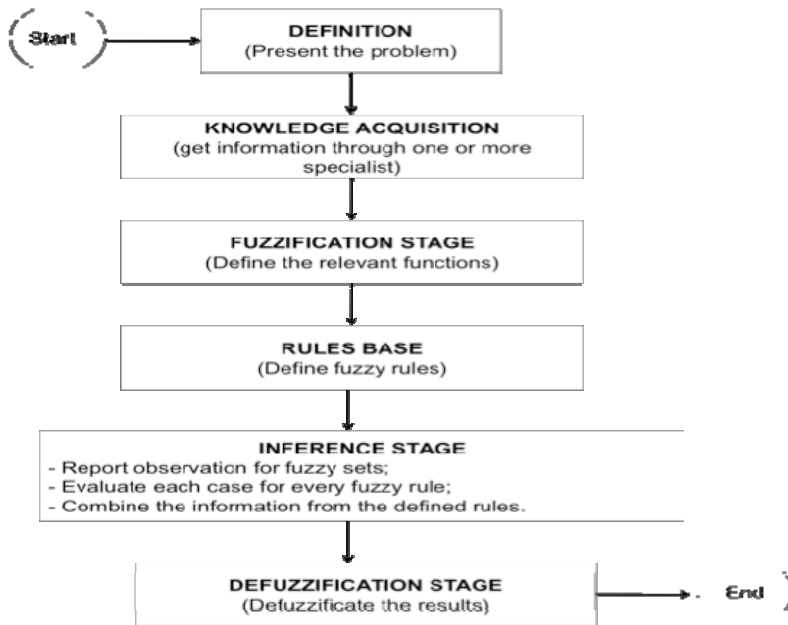 Start
DEFINITION
(Present the problem)
KNOWLEDGE ACQUISITION
(get information through one or more
specialist)
FUZZIFICATION STAGE
(Define the relevant functions)
RULES BASE
(Define fuzzy rules)
INFERENCE STAGE
- Report observation for fuzzy sets;
- Evaluate each case for every fuzzy rule;
- Combine the information from the defined rules.
DEFUZZIFICATION STAGE
(Defuzzificate the results)
End